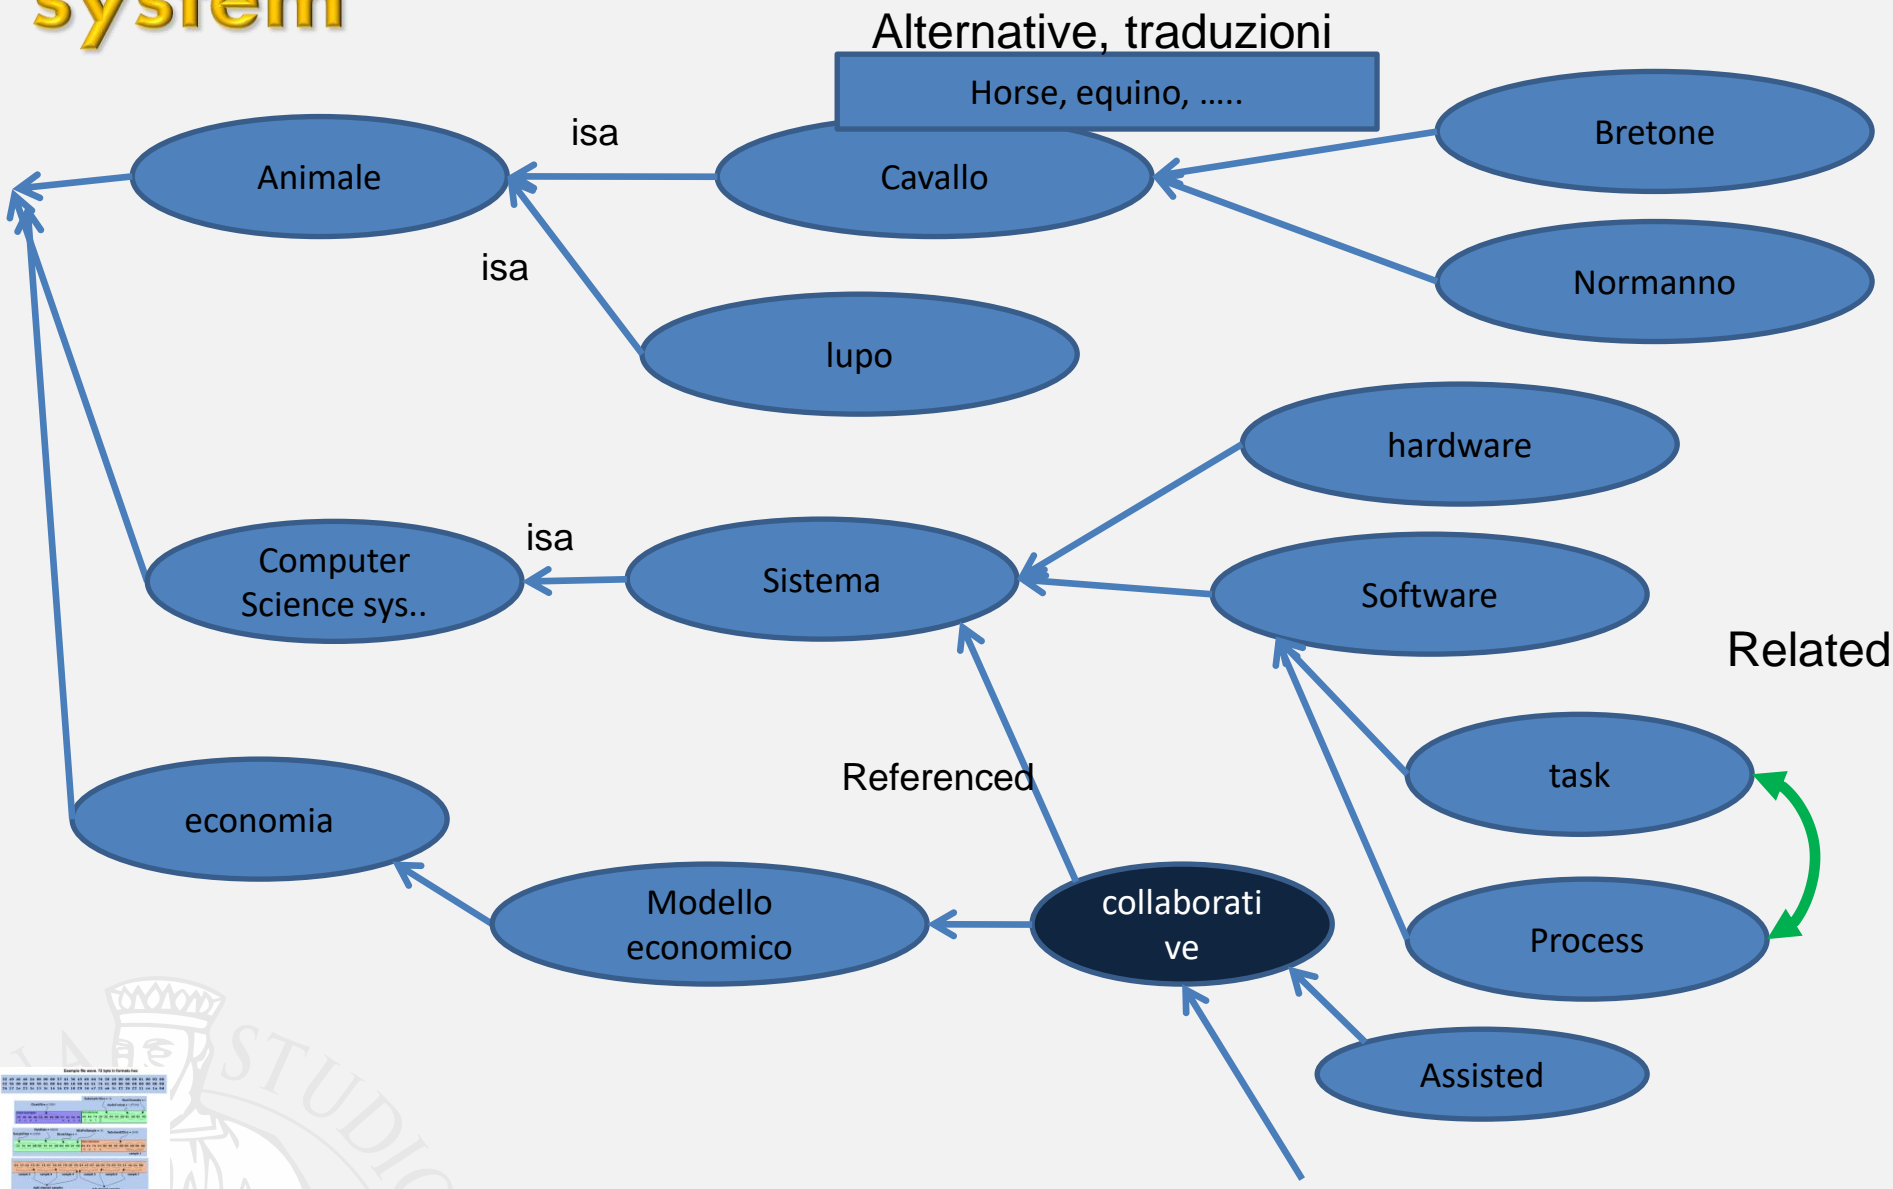 system
Alternative, traduzioni
Horse, equino, .....
isa
Bretone
Animale
Cavallo
isa
Normanno
lupo
hardware
isa
Computer
Science sys..
Sistema
Software
Related
Referenced
task
economia
Modello
economico
collaborati
ve
Process
Assisted
STUDIO